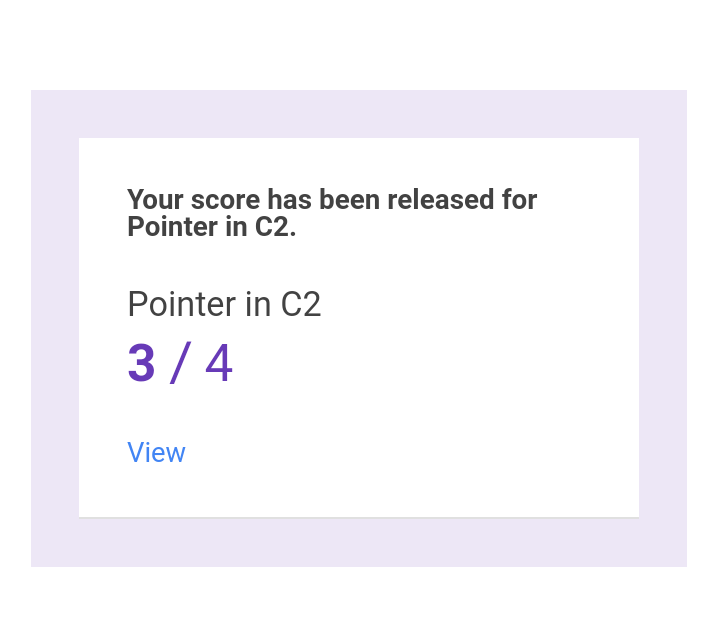 Your score has been released for
Pointer in C2.
Pointer in C2
3 / 4
View